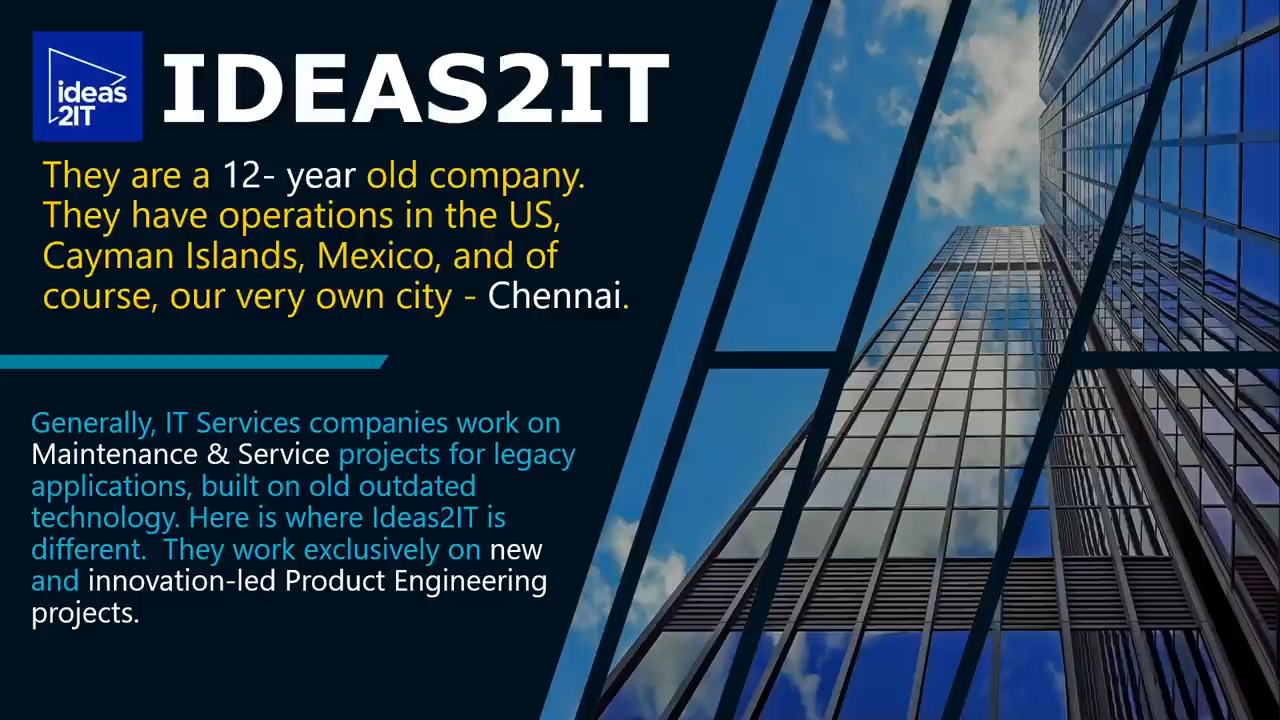 ideas
2IT
IDEAS2IT
They are a 12- year old company.
They have operations in the US,
Cayman Islands, Mexico, and of
course, our very own city - Chennai.
Generally, IT Services companies work on
Maintenance & Service projects for legacy
applications, built on old outdated
technology. Here is where Ideas2IT is
different.  They work exclusively on new
and innovation-led Product Engineering
projects.